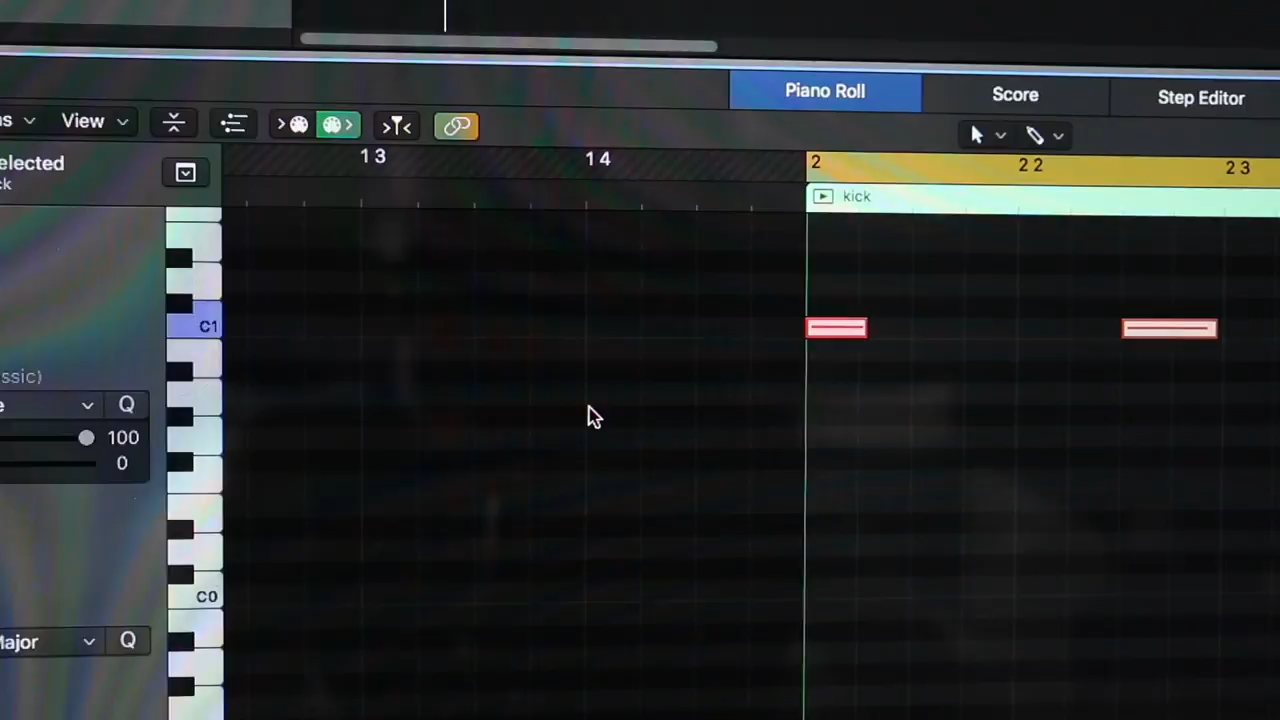 Piano Roll
Score
Step Editor
ns
View
elected
ck
1 3
1 4
2
2 2
2 3
kick
C1
ssic)
e
Q
100
0
C0
Major
Q